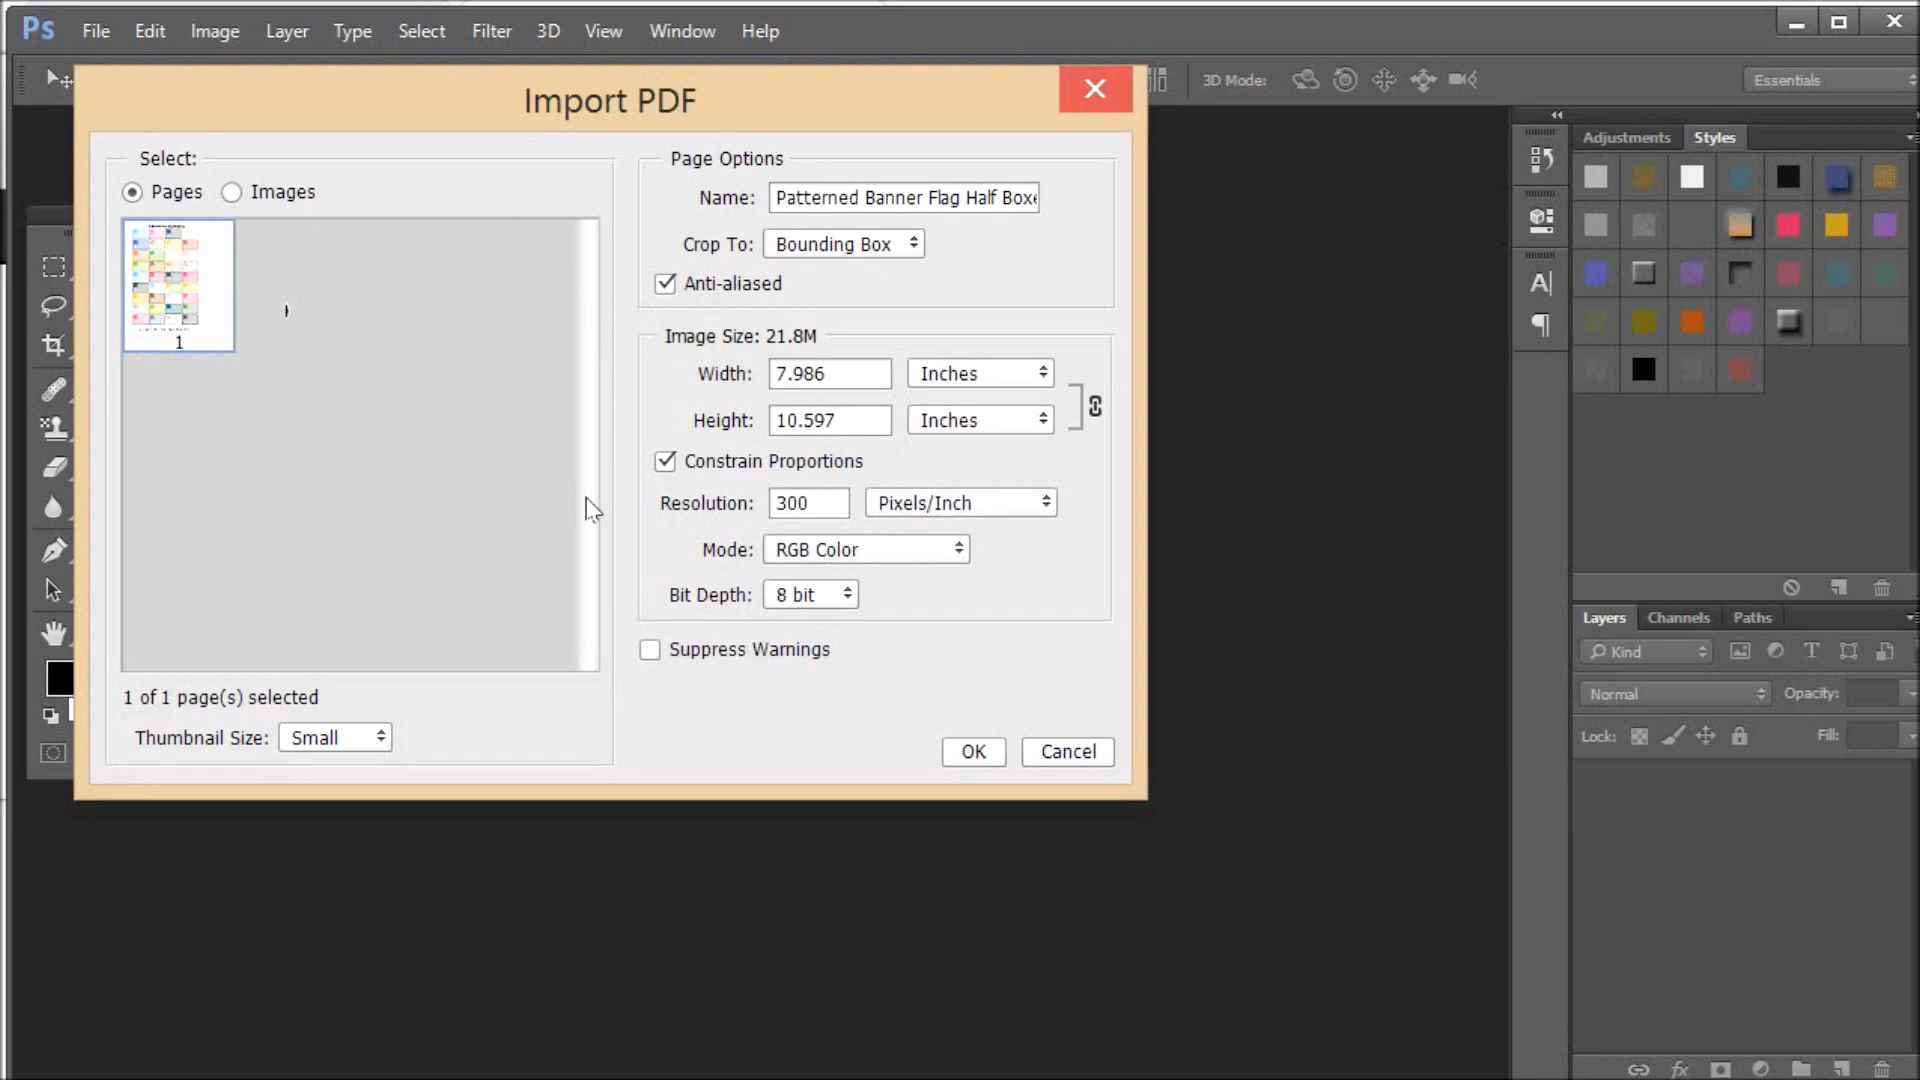 Ps File Edit Image Layer Type Select Filter 3D View Window Help
3D Mode: Essentials
Import PDF
Select:
Pages Images
1
1 of 1 page(s) selected
Thumbnail Size: Small
Page Options
Name: Patterned Banner Flag Half Boxe
Crop To: Bounding Box
Anti-aliased
Image Size: 21.8M
Width: 7.986 Inches
Height: 10.597 Inches
Constrain Proportions
Resolution: 300 Pixels/Inch
Mode: RGB Color
Bit Depth: 8 bit
Suppress Warnings
OK Cancel
Adjustments Styles
Layers Channels Paths
Kind
Normal Opacity:
Lock: Fill:
fx